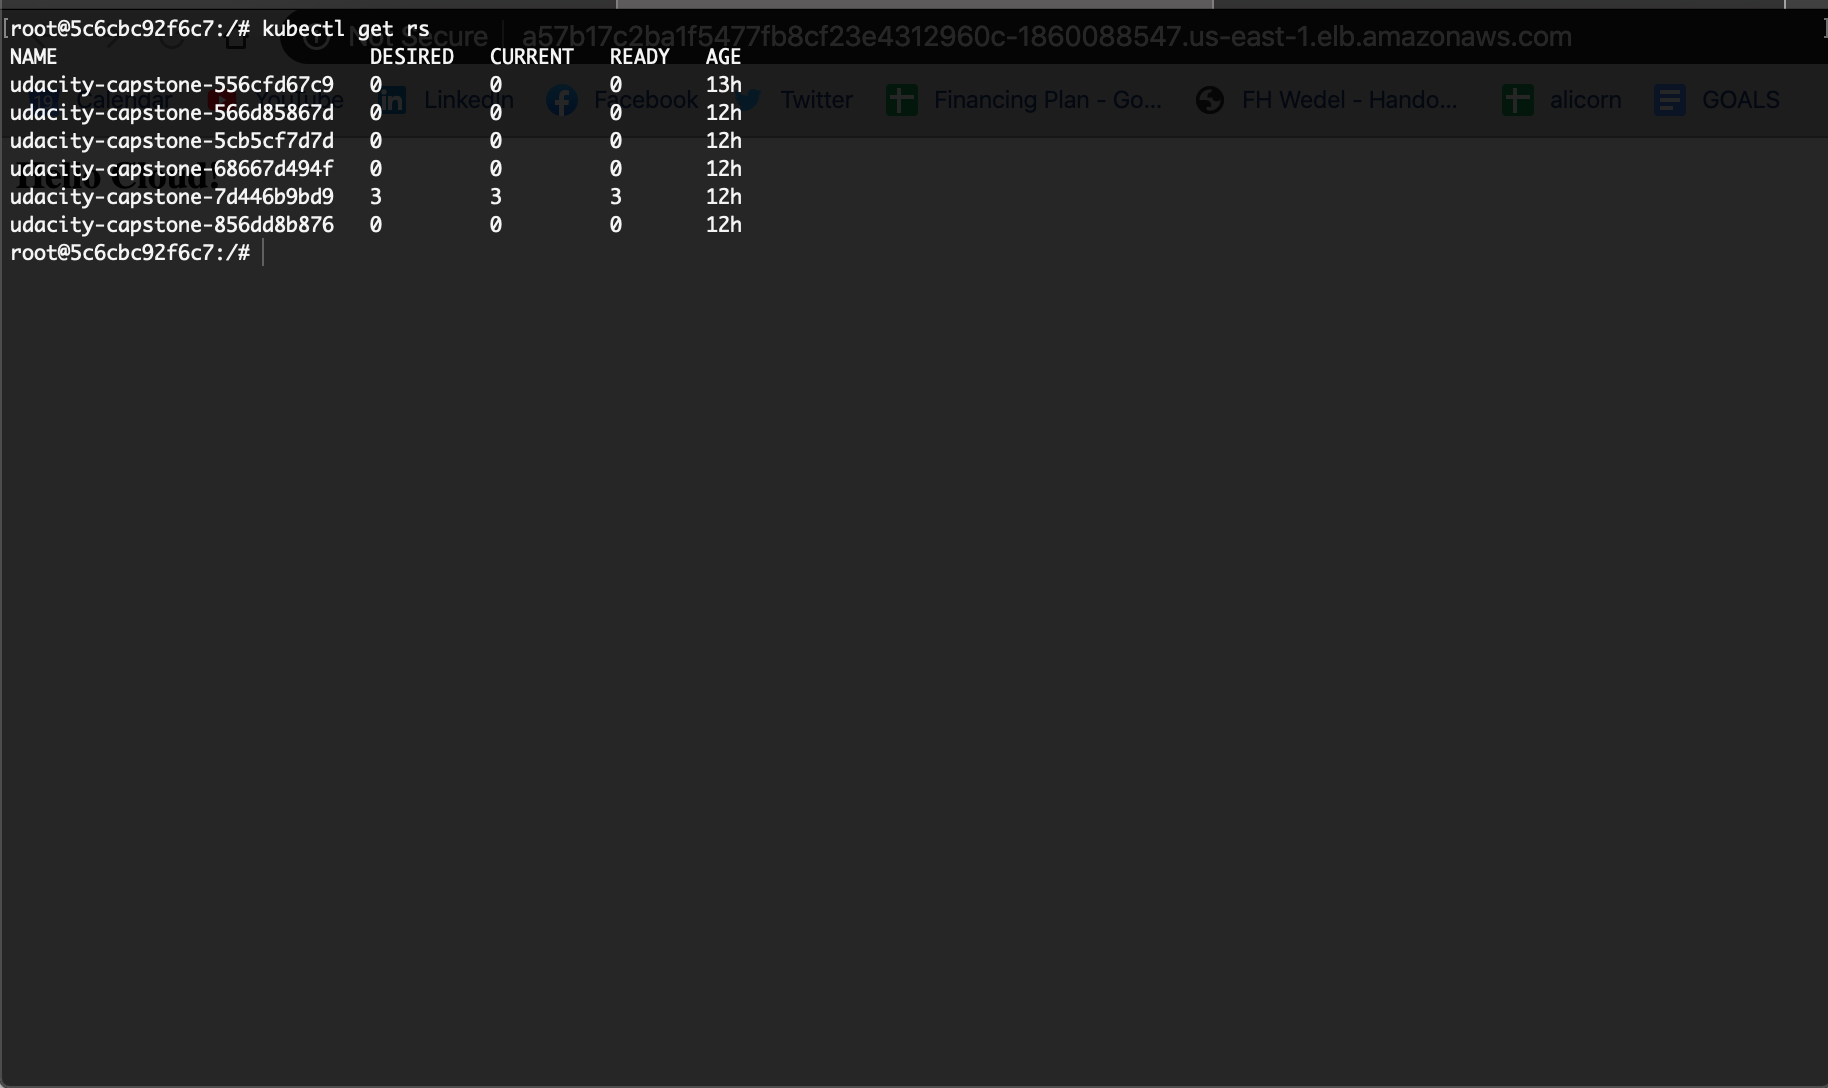 [root@5c6cbc92f6c7:/# kubectl get rs ]
NAME DESIRED CURRENT READY AGE
udacity-capstone-556cfd67c9 0 0 0 13h
udacity-capstone-566d85867d 0 0 0 12h
udacity-capstone-5cb5cf7d7d 0 0 0 12h
udacity-capstone-68667d494f 0 0 0 12h
udacity-capstone-7d446b9bd9 3 3 3 12h
udacity-capstone-856dd8b876 0 0 0 12h
root@5c6cbc92f6c7:/#
Not Secure a57b17c2ba1f5477fb8cf23e4312960c-1860088547.us-east-1.elb.amazonaws.com
19 Calendar YouTube in LinkedIn Facebook Twitter Financing Plan - Go... FH Wedel - Hando... alicorn GOALS
Hello Cloud!